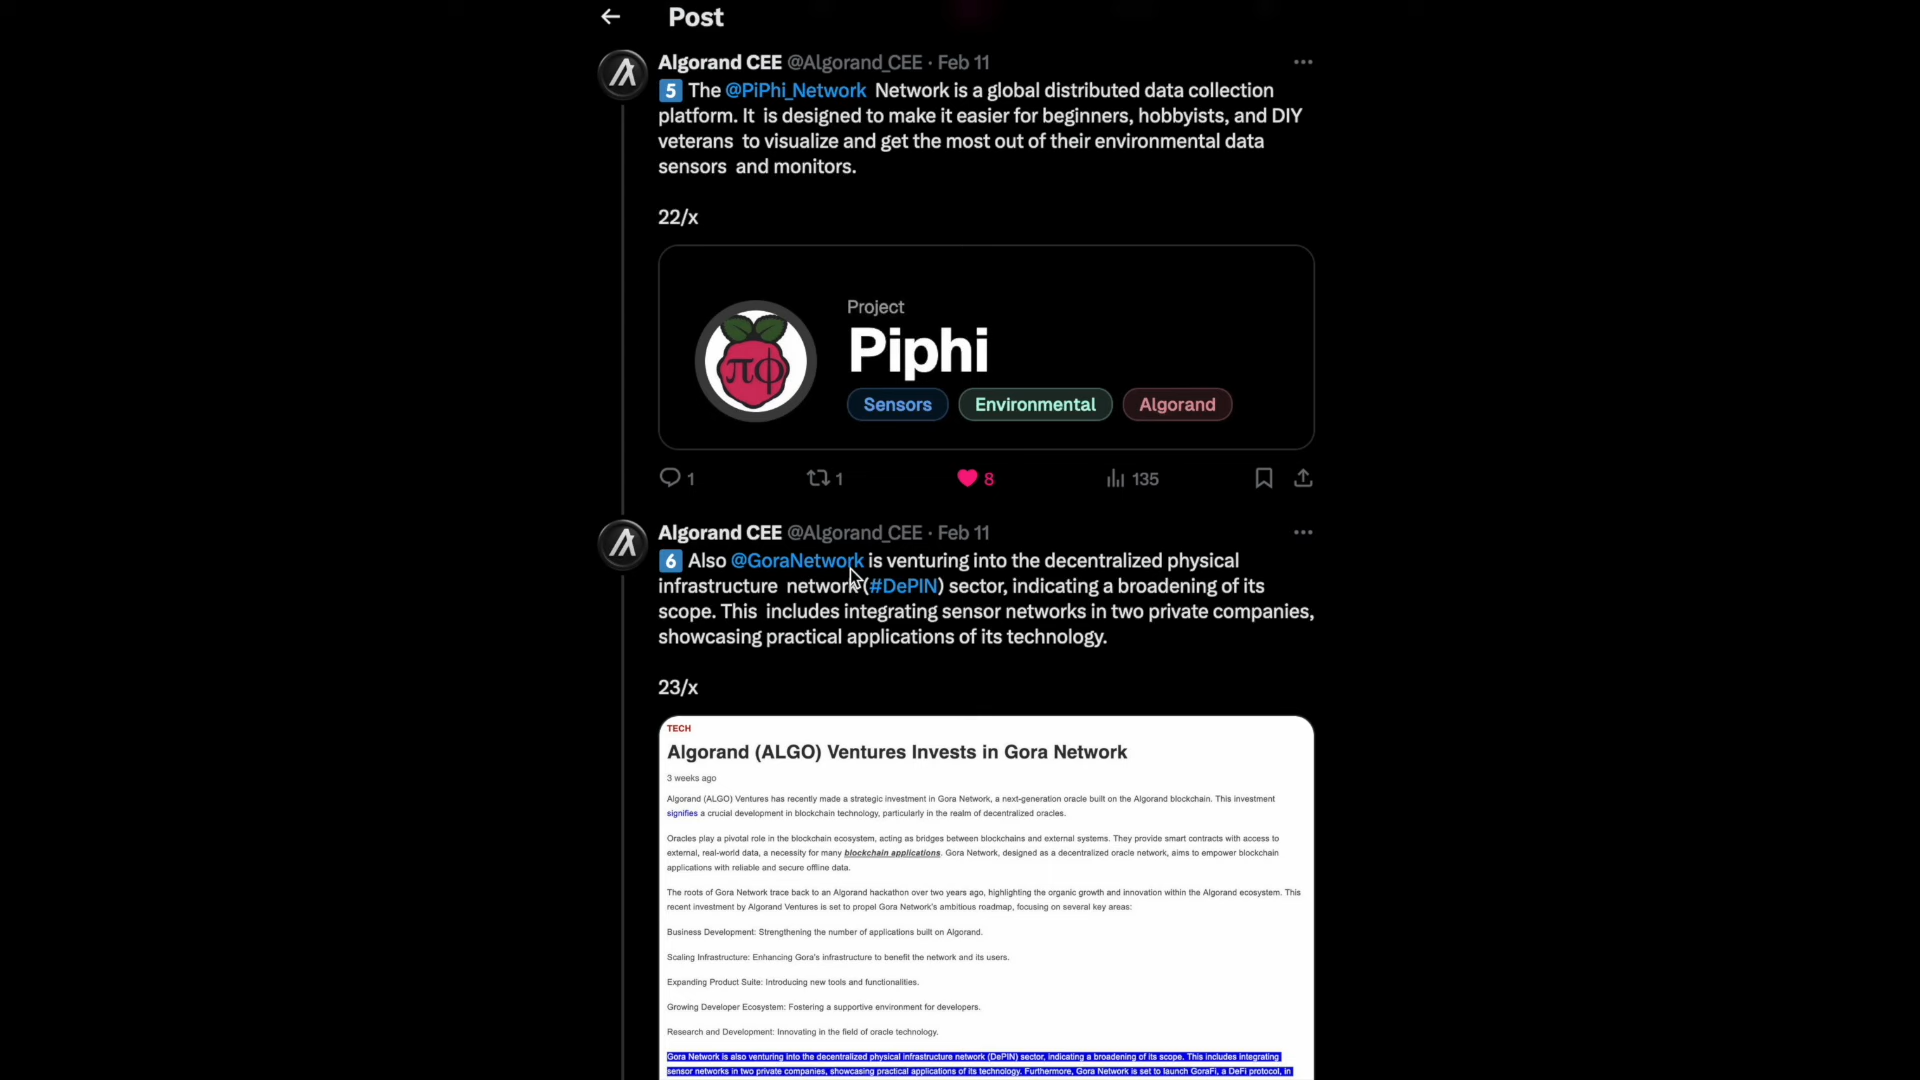 Post
Algorand CEE @Algorand_CEE · Feb 11
5 The @PiPhi_Network Network is a global distributed data collection
platform. It is designed to make it easier for beginners, hobbyists, and DIY
veterans to visualize and get the most out of their environmental data
sensors and monitors.
22/x
Project
Piphi
πϕ
Sensors Environmental Algorand
1 1 8 135
Algorand CEE @Algorand_CEE · Feb 11
6 Also @GoraNetwork is venturing into the decentralized physical
infrastructure network (#DePIN) sector, indicating a broadening of its
scope. This includes integrating sensor networks in two private companies,
showcasing practical applications of its technology.
23/x
TECH
Algorand (ALGO) Ventures Invests in Gora Network
3 weeks ago
Algorand (ALGO) Ventures has recently made a strategic investment in Gora Network, a next-generation oracle built on the Algorand blockchain. This investment
signifies a crucial development in blockchain technology, particularly in the realm of decentralized oracles.
Oracles play a pivotal role in the blockchain ecosystem, acting as bridges between blockchains and external systems. They provide smart contracts with access to
external, real-world data, a necessity for many blockchain applications. Gora Network, designed as a decentralized oracle network, aims to empower blockchain
applications with reliable and secure offline data.
The roots of Gora Network trace back to an Algorand hackathon over two years ago, highlighting the organic growth and innovation within the Algorand ecosystem. This
recent investment by Algorand Ventures is set to propel Gora Network's ambitious roadmap, focusing on several key areas:
Business Development: Strengthening the number of applications built on Algorand.
Scaling Infrastructure: Enhancing Gora's infrastructure to benefit the network and its users.
Expanding Product Suite: Introducing new tools and functionalities.
Growing Developer Ecosystem: Fostering a supportive environment for developers.
Research and Development: Innovating in the field of oracle technology.
Gora Network is also venturing into the decentralized physical infrastructure network (DePIN) sector, indicating a broadening of its scope. This includes integrating
sensor networks in two private companies, showcasing practical applications of its technology. Furthermore, Gora Network is set to launch GoraFi, a DeFi protocol, in